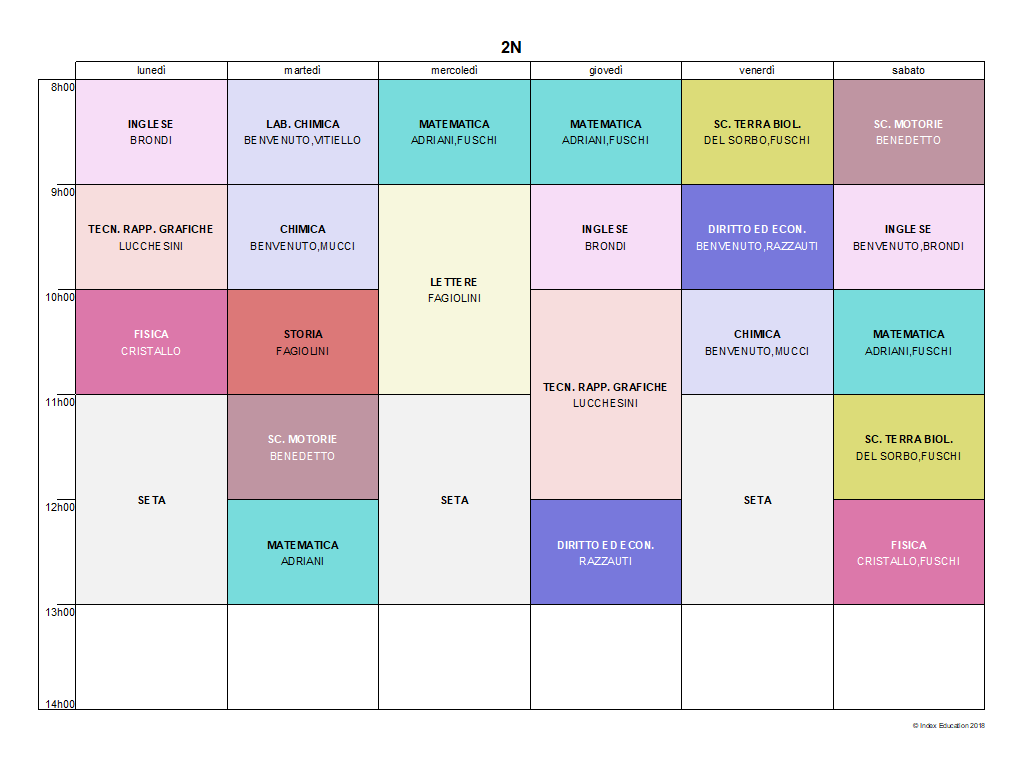 2N
lunedì martedì mercoledì giovedì venerdì sabato
8h00
INGLESE
BRONDI
LAB. CHIMICA
BENVENUTO,VITIELLO
MATEMATICA
ADRIANI,FUSCHI
MATEMATICA
ADRIANI,FUSCHI
SC. TERRA BIOL.
DEL SORBO,FUSCHI
SC. MOTORIE
BENEDETTO
9h00
TECN. RAPP. GRAFICHE
LUCCHESINI
CHIMICA
BENVENUTO,MUCCI
LETTERE
FAGIOLINI
INGLESE
BRONDI
DIRITTO ED ECON.
BENVENUTO,RAZZAUTI
INGLESE
BENVENUTO,BRONDI
10h00
FISICA
CRISTALLO
STORIA
FAGIOLINI
TECN. RAPP. GRAFICHE
LUCCHESINI
CHIMICA
BENVENUTO,MUCCI
MATEMATICA
ADRIANI,FUSCHI
11h00
SETA
SC. MOTORIE
BENEDETTO
SETA
SETA
SC. TERRA BIOL.
DEL SORBO,FUSCHI
12h00
MATEMATICA
ADRIANI
DIRITTO ED ECON.
RAZZAUTI
FISICA
CRISTALLO,FUSCHI
13h00
14h00
© Index Education 2018